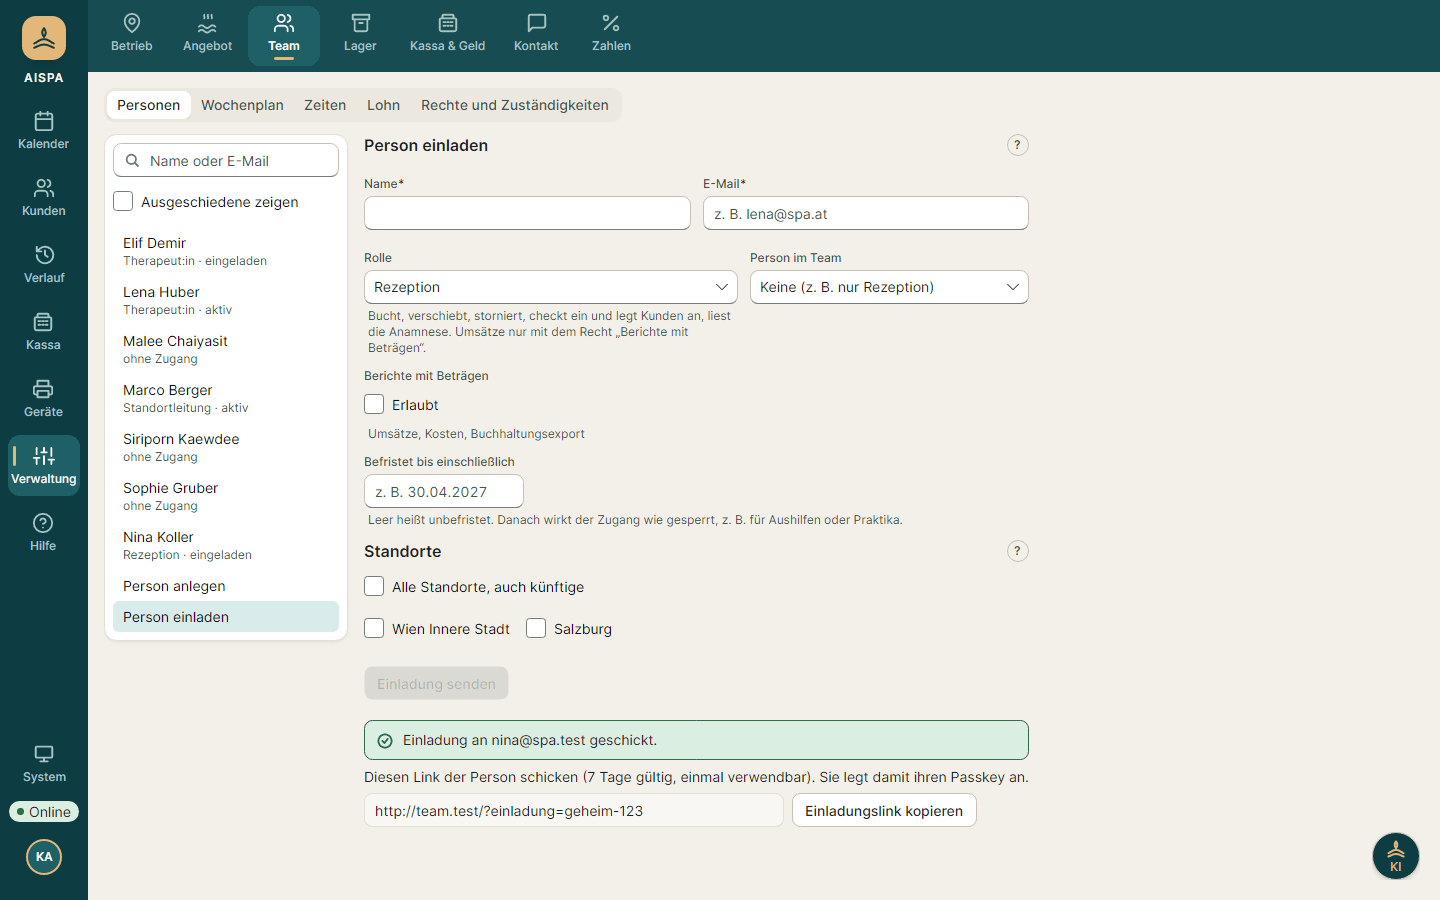 AISPA
Kalender
Kunden
Verlauf
Kassa
Geräte
Verwaltung
Hilfe
System
Online
KA
Betrieb
Angebot
Team
Lager
Kassa & Geld
Kontakt
Zahlen
Personen
Wochenplan
Zeiten
Lohn
Rechte und Zuständigkeiten
Name oder E-Mail
Ausgeschiedene zeigen
Elif Demir
Therapeut:in · eingeladen
Lena Huber
Therapeut:in · aktiv
Malee Chaiyasit
ohne Zugang
Marco Berger
Standortleitung · aktiv
Siriporn Kaewdee
ohne Zugang
Sophie Gruber
ohne Zugang
Nina Koller
Rezeption · eingeladen
Person anlegen
Person einladen
Person einladen
?
Name*
E-Mail*
z. B. lena@spa.at
Rolle
Person im Team
Rezeption
Keine (z. B. nur Rezeption)
Bucht, verschiebt, storniert, checkt ein und legt Kunden an, liest
die Anamnese. Umsätze nur mit dem Recht „Berichte mit
Beträgen“.
Berichte mit Beträgen
Erlaubt
Umsätze, Kosten, Buchhaltungsexport
Befristet bis einschließlich
z. B. 30.04.2027
Leer heißt unbefristet. Danach wirkt der Zugang wie gesperrt, z. B. für Aushilfen oder Praktika.
Standorte
?
Alle Standorte, auch künftige
Wien Innere Stadt
Salzburg
Einladung senden
Einladung an nina@spa.test geschickt.
Diesen Link der Person schicken (7 Tage gültig, einmal verwendbar). Sie legt damit ihren Passkey an.
http://team.test/?einladung=geheim-123
Einladungslink kopieren
KI